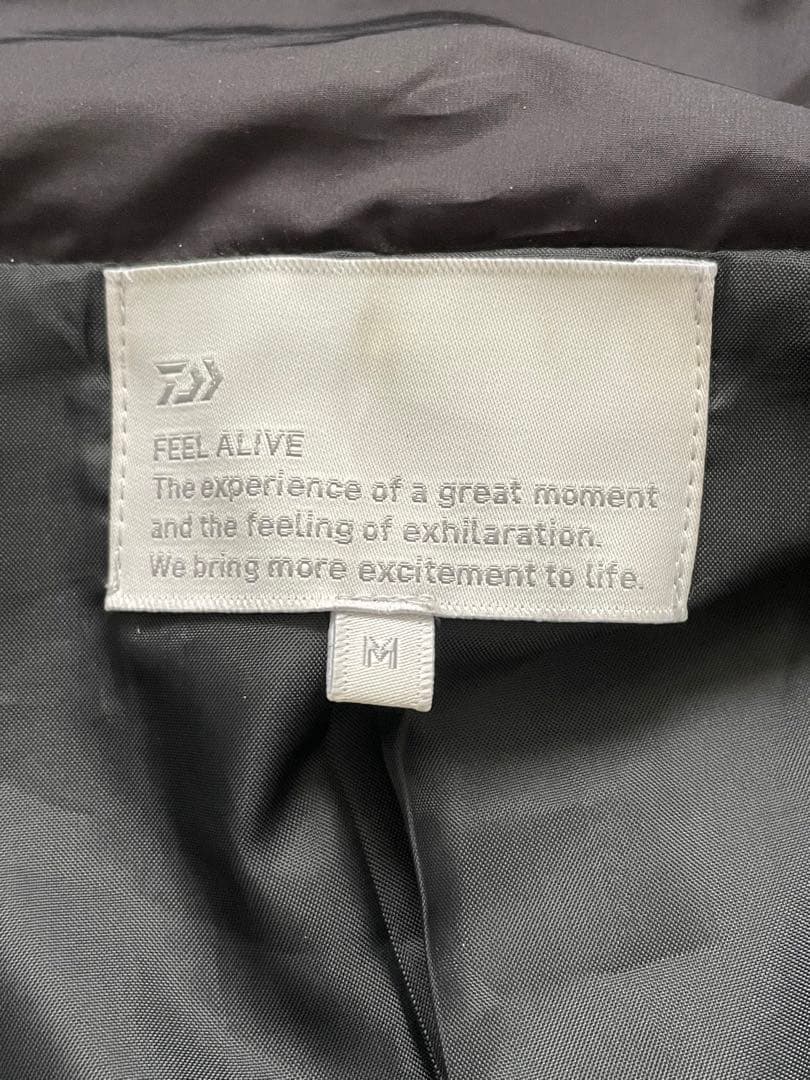 FEEL ALIVE
The experience of a great moment
and the feeling of exhilaration.
We bring more excitement to life.
M